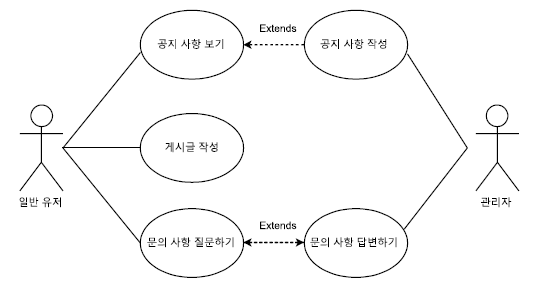 공지 사항 보기
Extends
공지 사항 작성
게시글 작성
일반 유저
관리자
문의 사항 질문하기
Extends
문의 사항 답변하기